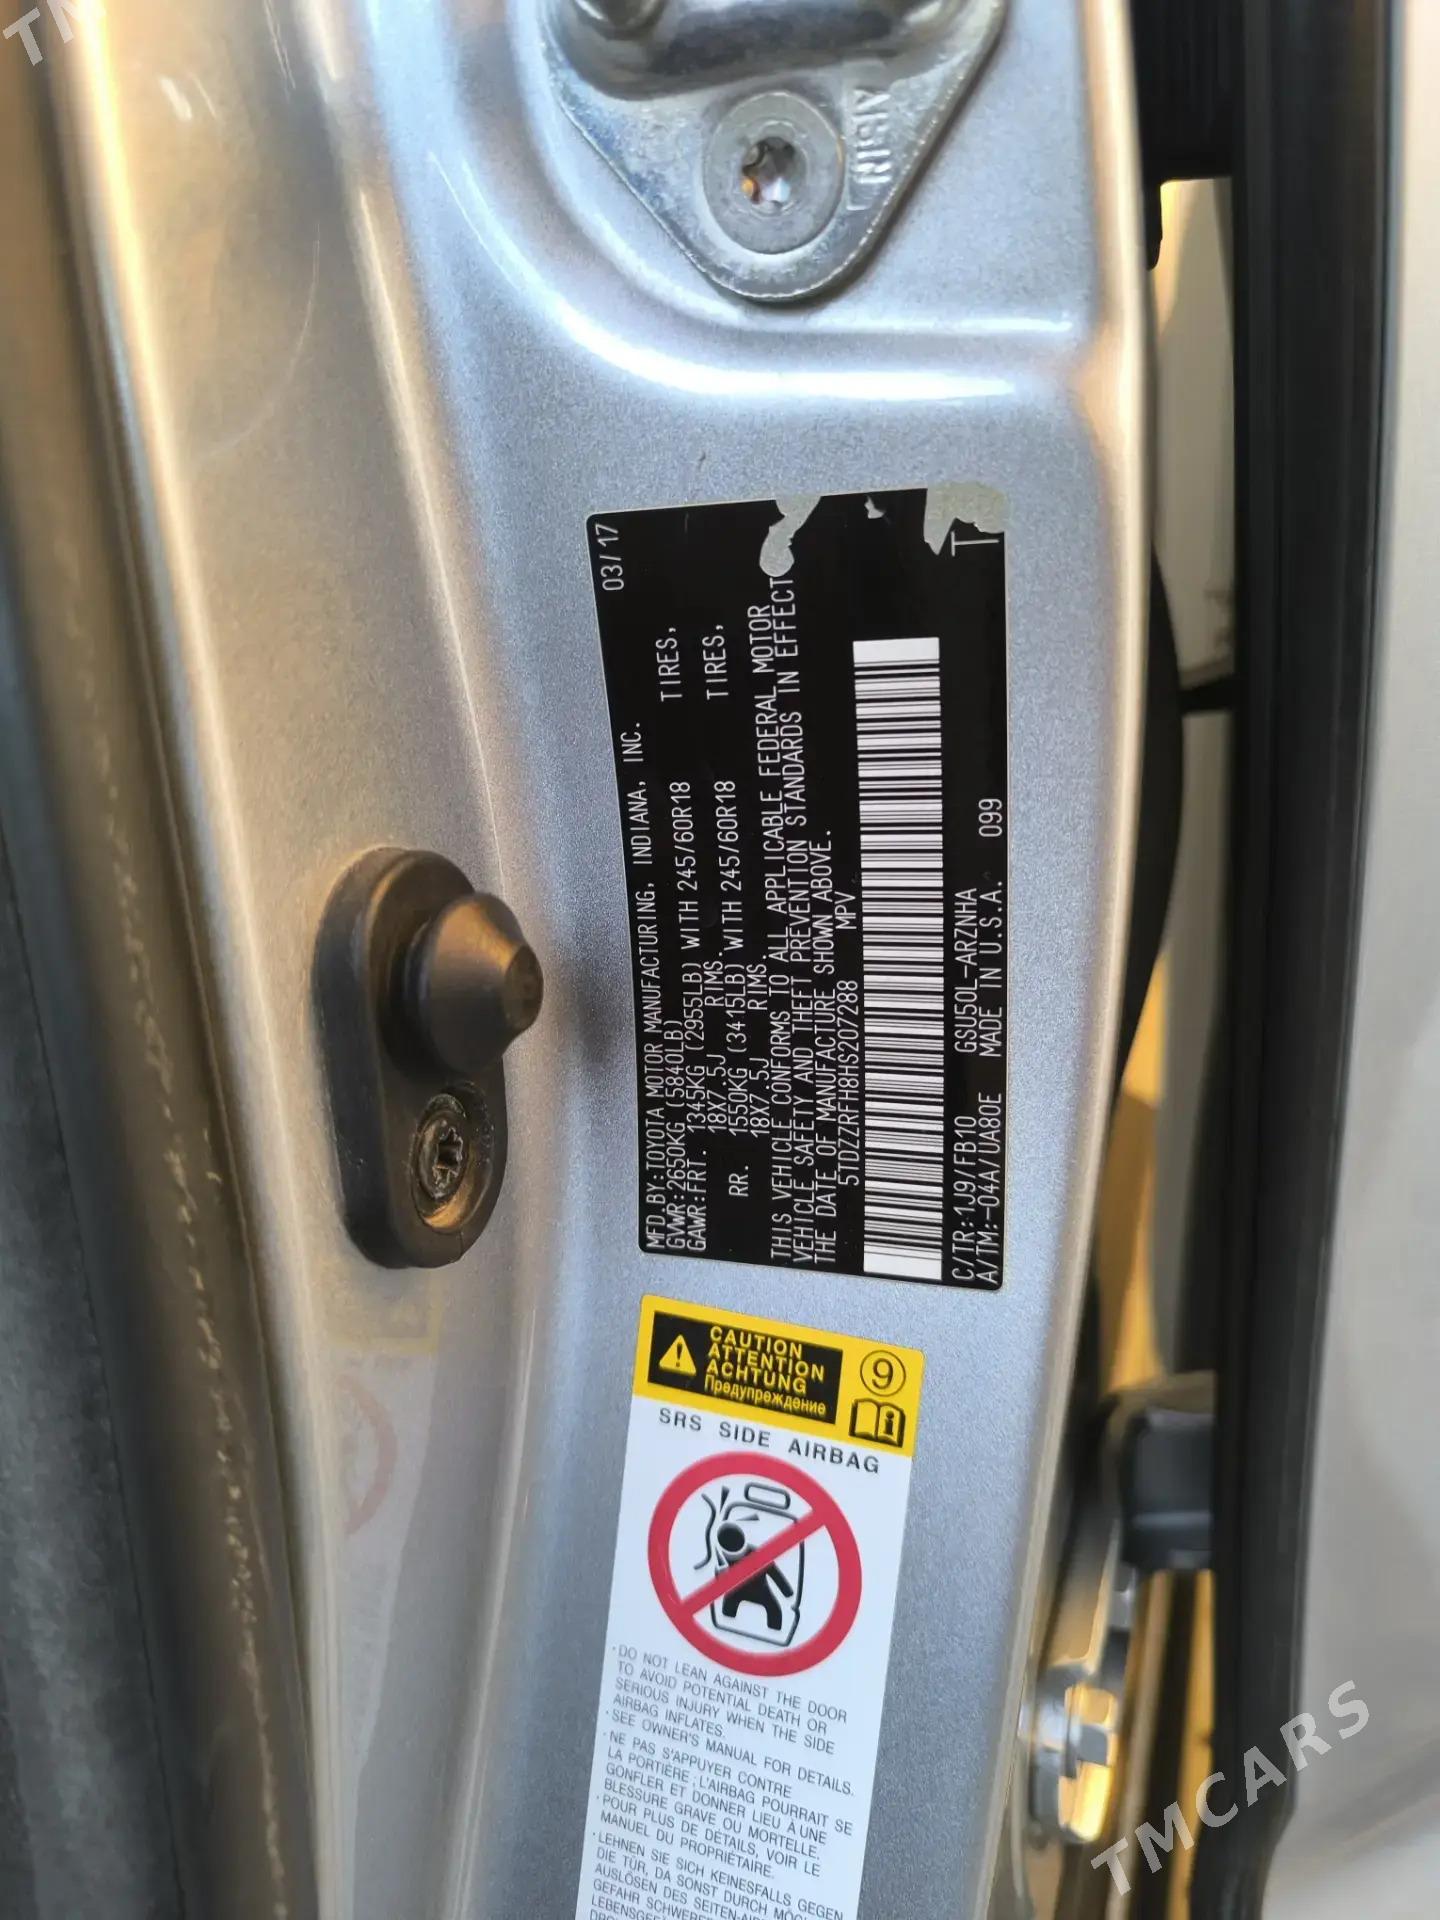 AISIN
03/17
MFD.BY:TOYOTA MOTOR MANUFACTURING, INDIANA, INC.
GVWR:2650KG (5840LB)
GAWR:FRT. 1345KG (2955LB) WITH 245/60R18 TIRES,
18X7.5J RIMS.
RR. 1550KG (3415LB) WITH 245/60R18 TIRES,
18X7.5J RIMS.
THIS VEHICLE CONFORMS TO ALL APPLICABLE FEDERAL MOTOR
VEHICLE SAFETY AND THEFT PREVENTION STANDARDS IN EFFECT
THE DATE OF MANUFACTURE SHOWN ABOVE.
5TDZZRFH8HS207288 MPV
C/TR:1J9/FB10 GSU50L-ARZNHA 099 T
A/TM:-04A/UA80E MADE IN U.S.A.
CAUTION
ATTENTION
ACHTUNG
Предупреждение
9
SRS SIDE AIRBAG
·DO NOT LEAN AGAINST THE DOOR
TO AVOID POTENTIAL DEATH OR
SERIOUS INJURY WHEN THE SIDE
AIRBAG INFLATES.
·SEE OWNER'S MANUAL FOR DETAILS.
·NE PAS S'APPUYER CONTRE
LA PORTIÈRE ; L'AIRBAG POURRAIT SE
GONFLER ET DONNER LIEU À UNE
BLESSURE GRAVE OU MORTELLE.
·POUR PLUS DE DÉTAILS, VOIR LE
MANUEL DU PROPRIÉTAIRE.
·LEHNEN SIE SICH KEINESFALLS GEGEN
DIE TÜR, DA SONST DURCH
AUSLÖSEN DES
GEFAHR
TMCARS